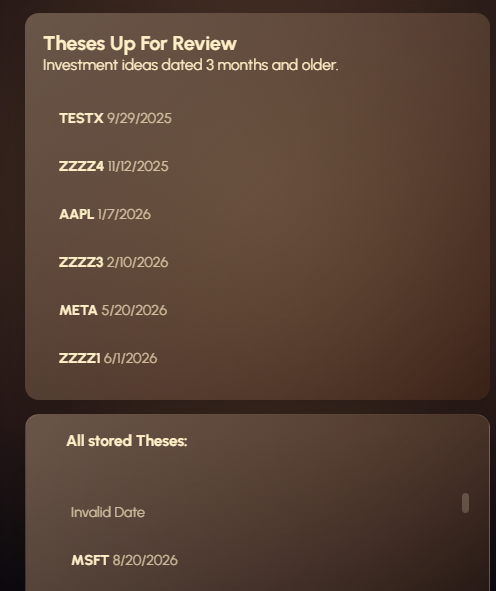 Theses Up For Review
Investment ideas dated 3 months and older.
TESTX 9/29/2025
ZZZZ4 11/12/2025
AAPL 1/7/2026
ZZZZ3 2/10/2026
META 5/20/2026
ZZZZ1 6/1/2026
All stored Theses:
Invalid Date
MSFT 8/20/2026